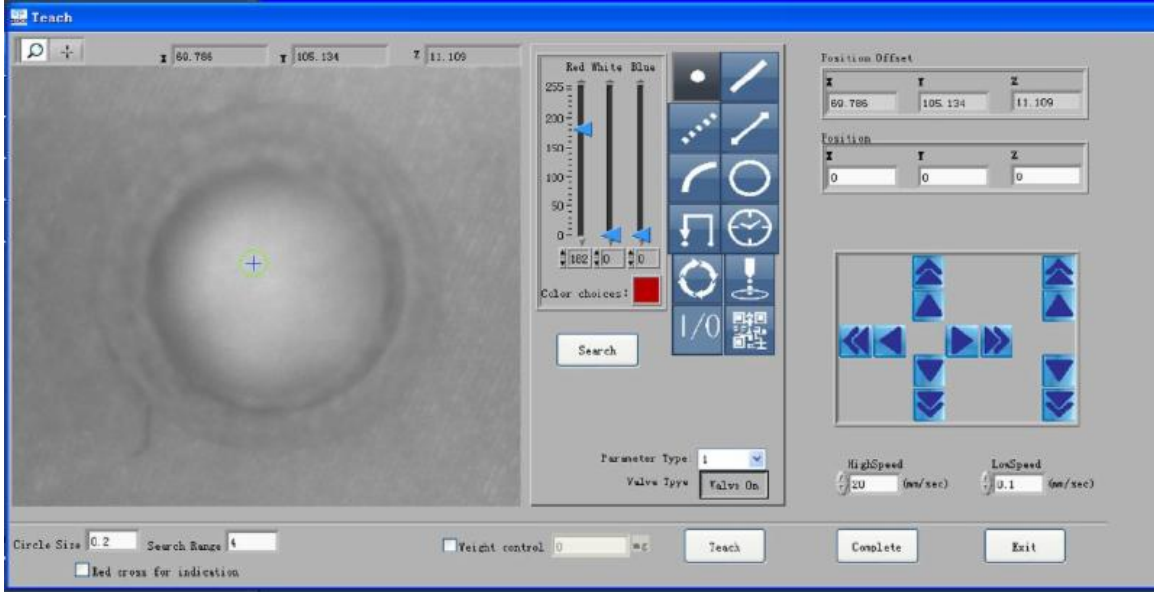 Teach
X 69.786 Y 105.134 Z 11.109
Red White Blue
255
200
150
100
50
0
182 0 0
Color choices:
I/O
Search
Parameter Type 1
Valve Tpye Valve On
Position Offset
X Y Z
69.786 105.134 11.109
Position
X Y Z
0 0 0
HighSpeed LowSpeed
20 (mm/sec) 0.1 (mm/sec)
Circle Size 0.2 Search Range 4
Red cross for indication
Weight control 0 mg
Teach
Complete
Exit